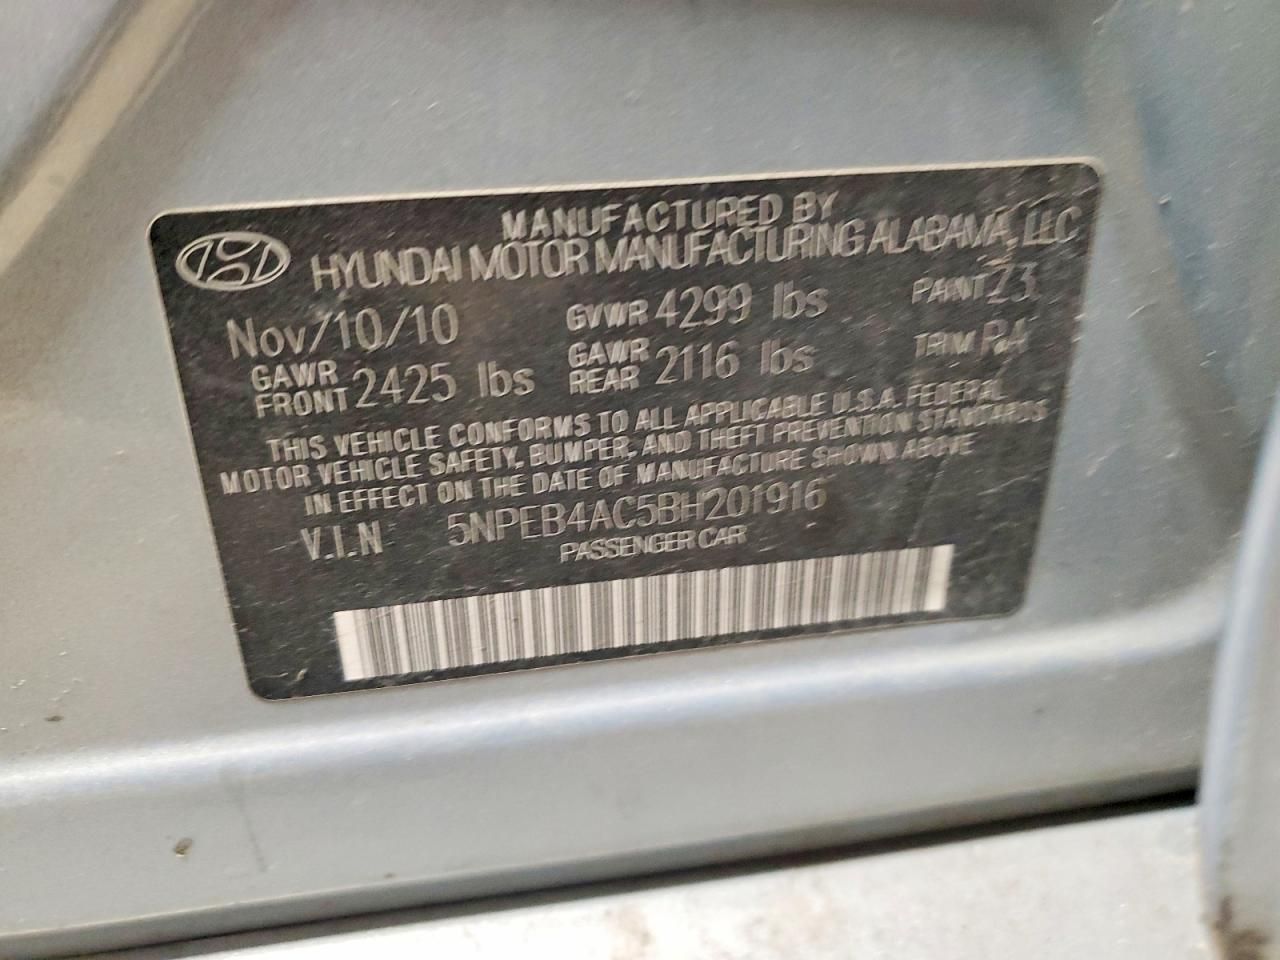 MANUFACTURED BY
HYUNDAI MOTOR MANUFACTURING ALABAMA, LLC
Nov/10/10 GVWR 4299 lbs PAINT Z3
GAWR FRONT 2425 lbs GAWR REAR 2116 lbs TRIM RA
THIS VEHICLE CONFORMS TO ALL APPLICABLE U.S.A. FEDERAL
MOTOR VEHICLE SAFETY, BUMPER, AND THEFT PREVENTION STANDARDS
IN EFFECT ON THE DATE OF MANUFACTURE SHOWN ABOVE
V.I.N 5NPEB4AC5BH201916
PASSENGER CAR